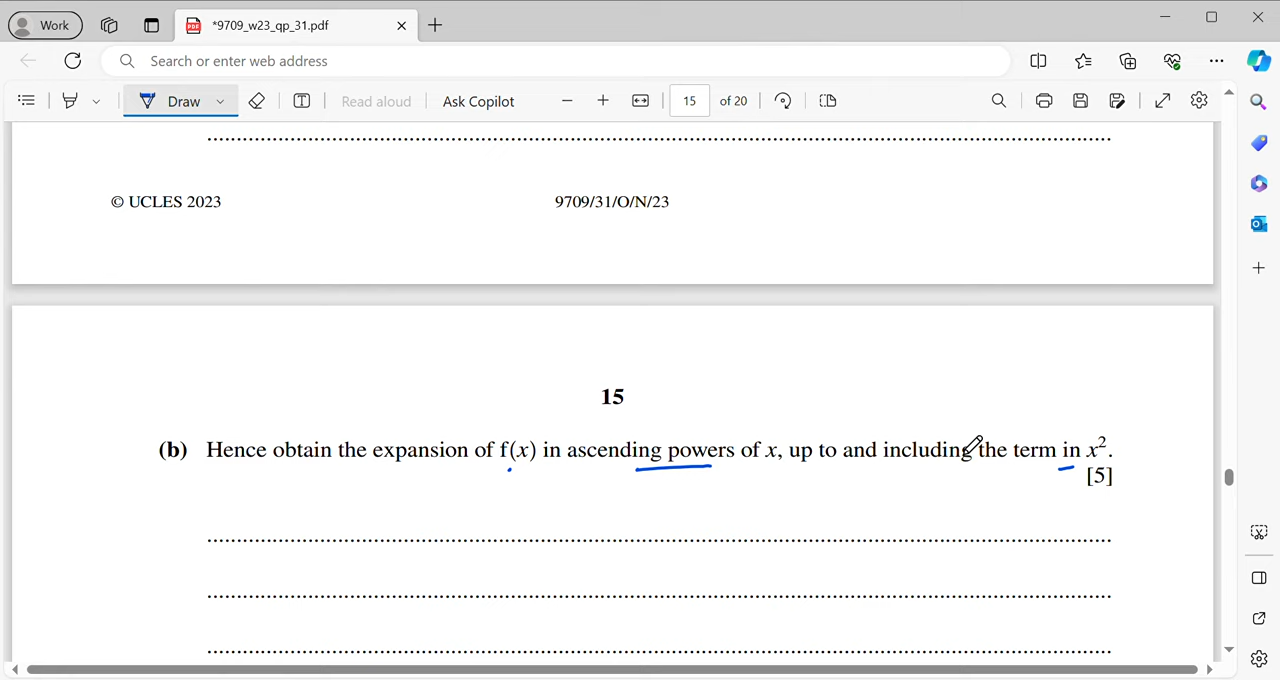 Work
*9709_w23_qp_31.pdf
Search or enter web address
Draw
Read aloud
Ask Copilot
15 of 20
© UCLES 2023
9709/31/O/N/23
15
(b) Hence obtain the expansion of f(x) in ascending powers of x, up to and including the term in x².
[5]